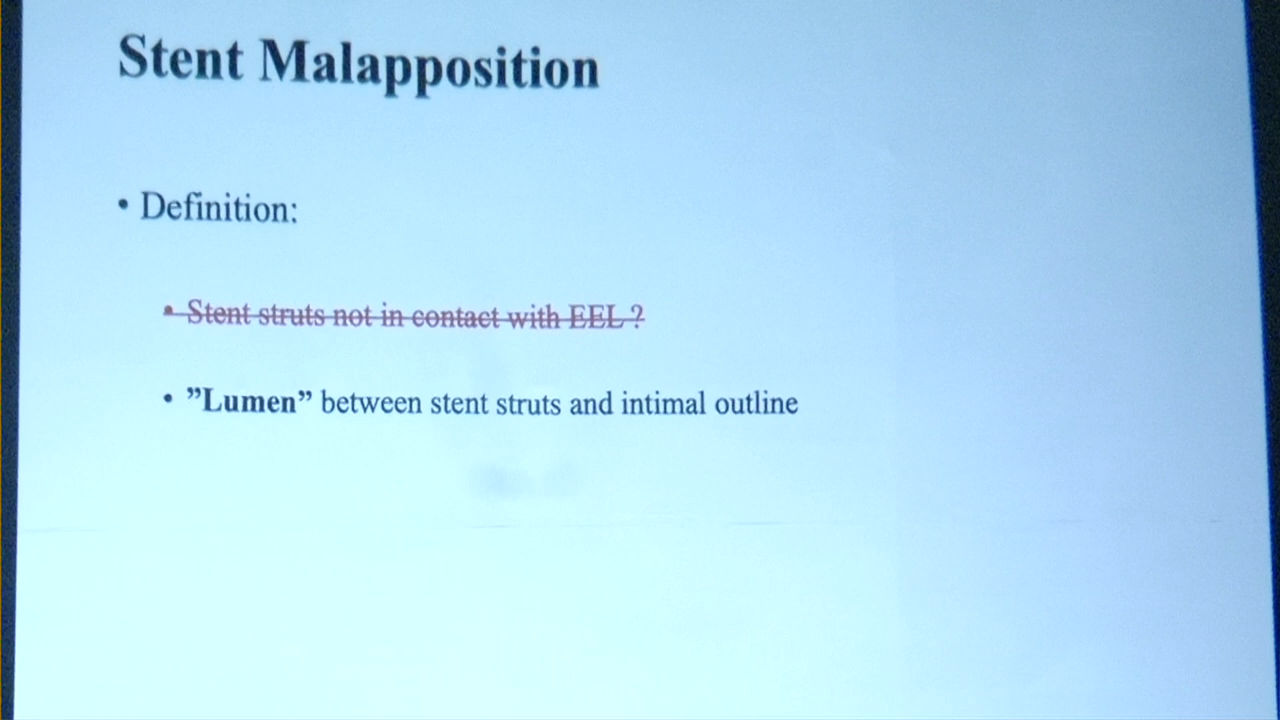 Stent Malapposition
• Definition:
• Stent struts not in contact with EEL ?
• ”Lumen” between stent struts and intimal outline